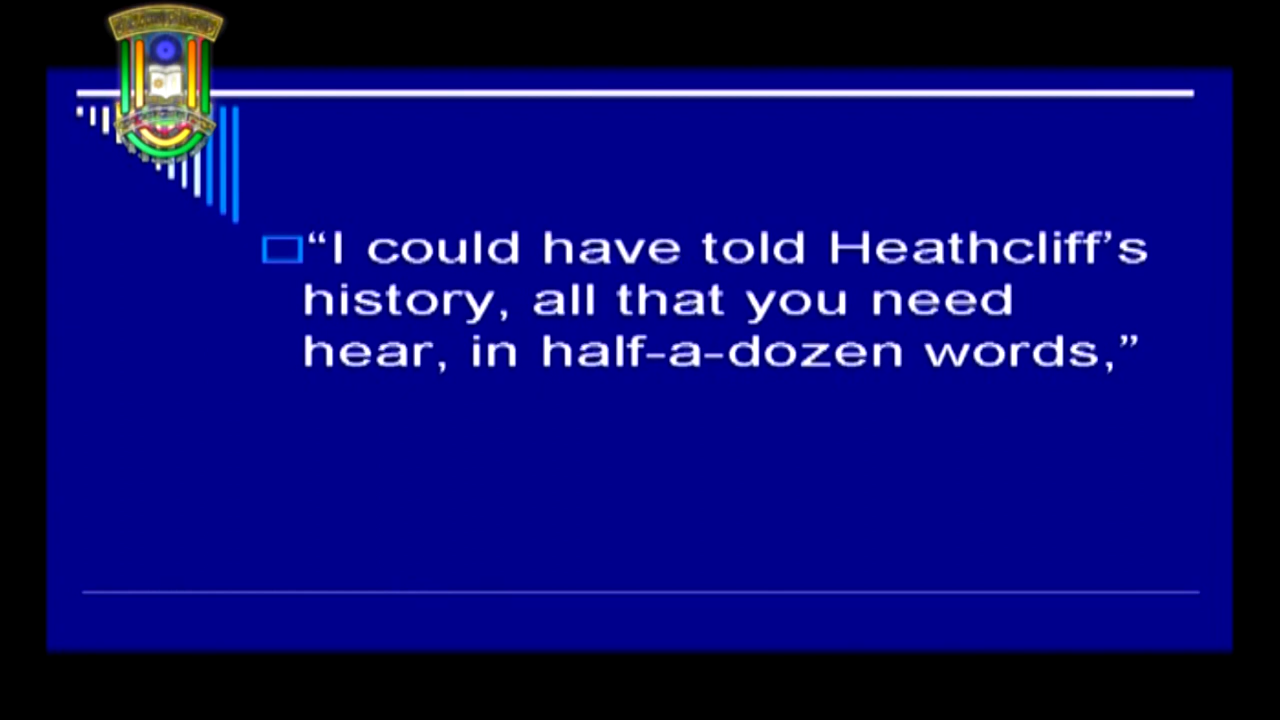 “I could have told Heathcliff’s
history, all that you need
hear, in half-a-dozen words,”